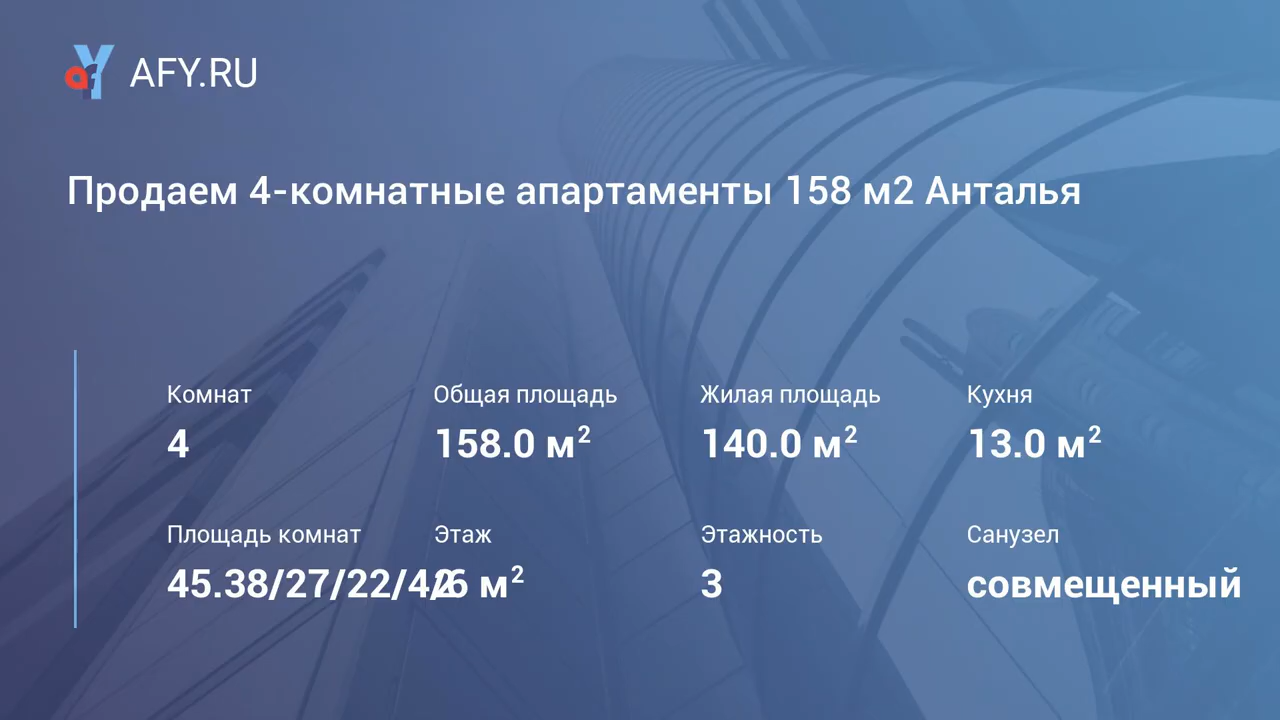 AFY.RU
Продаем 4-комнатные апартаменты 158 м2 Анталья
Комнат
4
Общая площадь
158.0 м²
Жилая площадь
140.0 м²
Кухня
13.0 м²
Площадь комнат
45.38/27/22/4/6 м²
Этаж
2
Этажность
3
Санузел
совмещенный